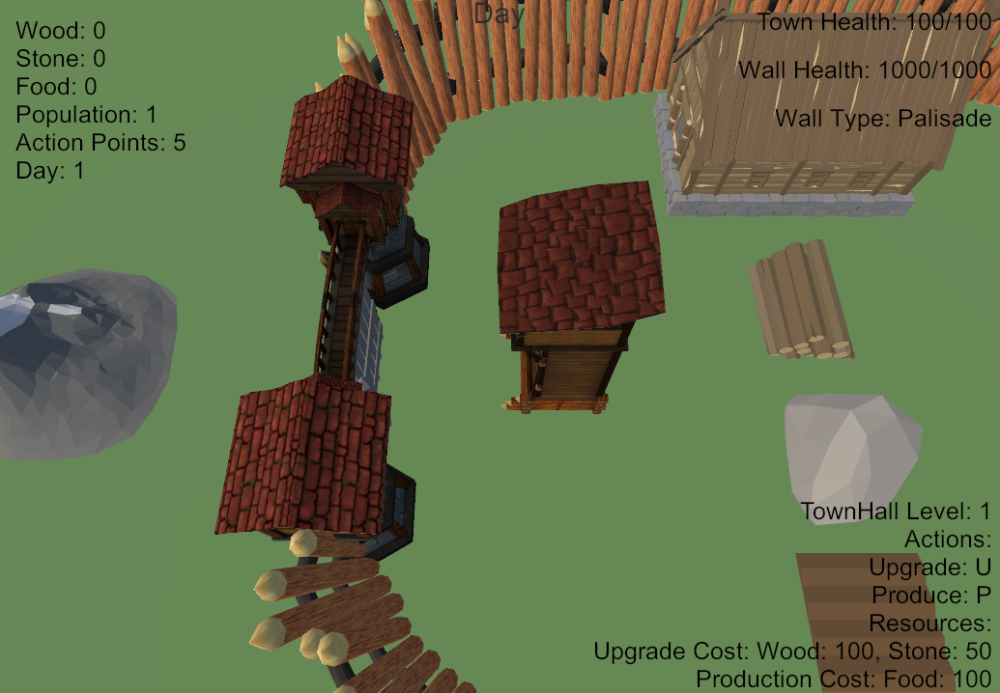 Day
Wood: 0
Stone: 0
Food: 0
Population: 1
Action Points: 5
Day: 1
Town Health: 100/100
Wall Health: 1000/1000
Wall Type: Palisade
TownHall Level: 1
Actions:
Upgrade: U
Produce: P
Resources:
Upgrade Cost: Wood: 100, Stone: 50
Production Cost: Food: 100